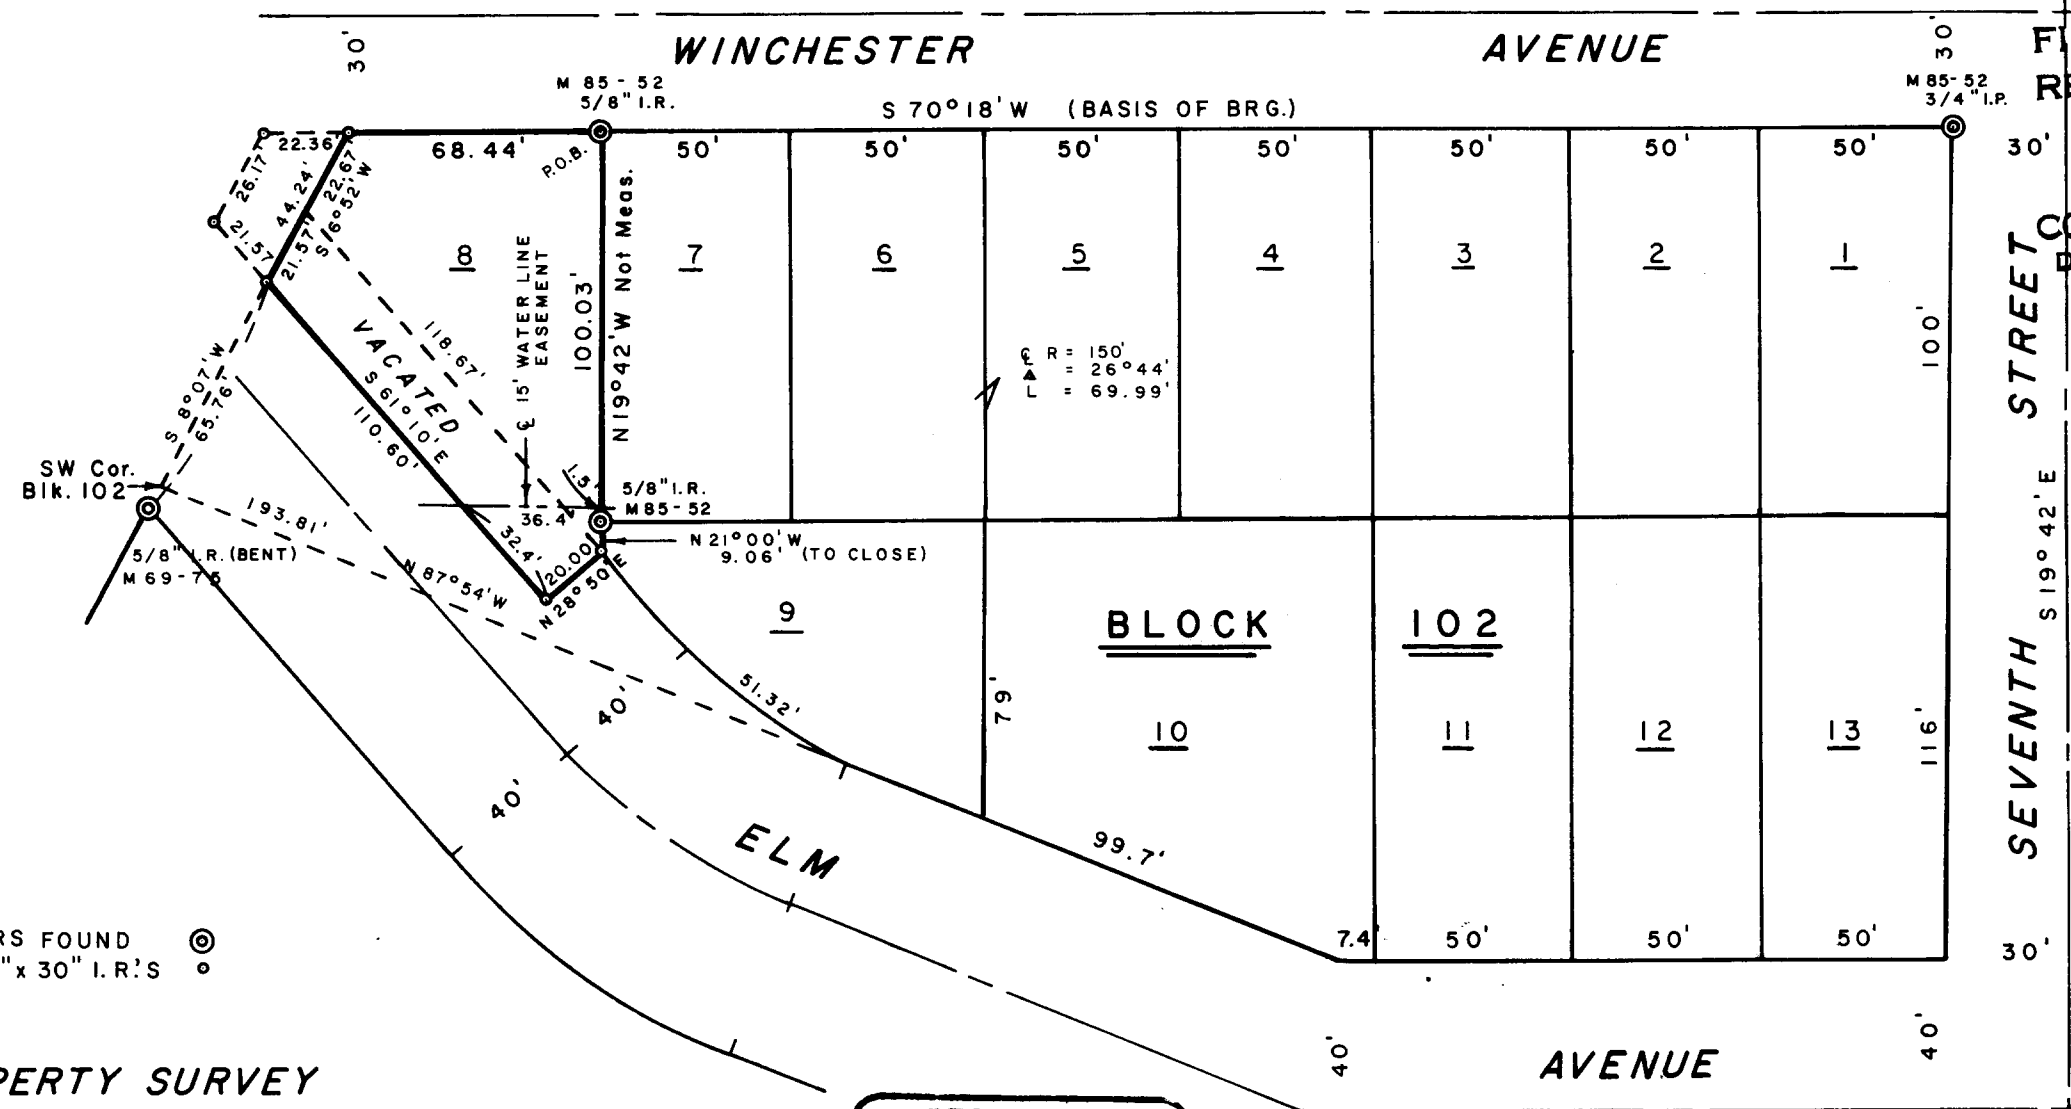 WINCHESTER AVENUE
30'
30'
M 85 - 52
5/8" I.R.
S 70°18' W (BASIS OF BRG.)
M 85-52
3/4" I.P.
22.36'
68.44'
P.O.B.
50'
50'
50'
50'
50'
50'
50'
30'
26.17'
44.24'
22.67'
S 6°52' W
21.57'
21.57'
8
7
6
5
4
3
2
1
N19°42'W Not Meas.
100.03'
℄ 15' WATER LINE
EASEMENT
VACATED
118.67'
S 61°10' E
110.60'
℄ R = 150'
= 26°44'
L = 69.99'
100'
SEVENTH STREET
S 19°42' E
S 8°07' W
65.76'
SW Cor.
Blk. 102
193.81'
N 87°54' W
5/8" I.R. (BENT)
M 69-75
1.5'
36.4'
32.4'
5/8" I.R.
M85-52
20.00'
N 28°50' E
N 21°00' W
9.06' (TO CLOSE)
9
BLOCK 102
79'
10
11
12
13
116'
51.32'
40'
40'
ELM AVENUE
99.7'
7.4'
50'
50'
50'
30'
40'
40'
RS FOUND
" x 30" I.R.'S
PERTY SURVEY